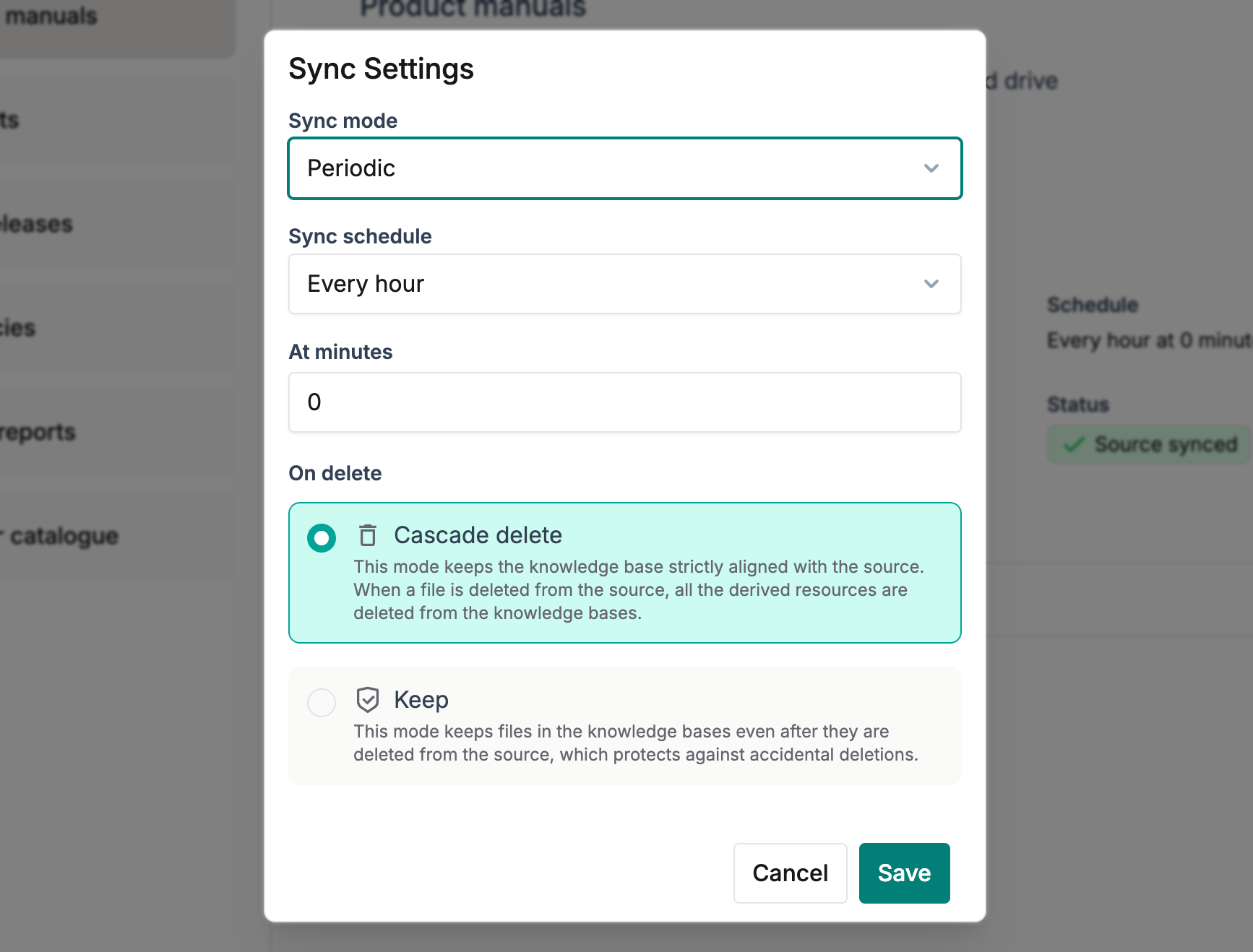 manuals
Product manuals
Sync Settings
d drive
Sync mode
Periodic
ts
eleases
Sync schedule
Every hour
cies
Schedule
Every hour at 0 minut
At minutes
0
reports
Status
Source synced
On delete
r catalogue
Cascade delete
This mode keeps the knowledge base strictly aligned with the source.
When a file is deleted from the source, all the derived resources are
deleted from the knowledge bases.
Keep
This mode keeps files in the knowledge bases even after they are
deleted from the source, which protects against accidental deletions.
Cancel
Save